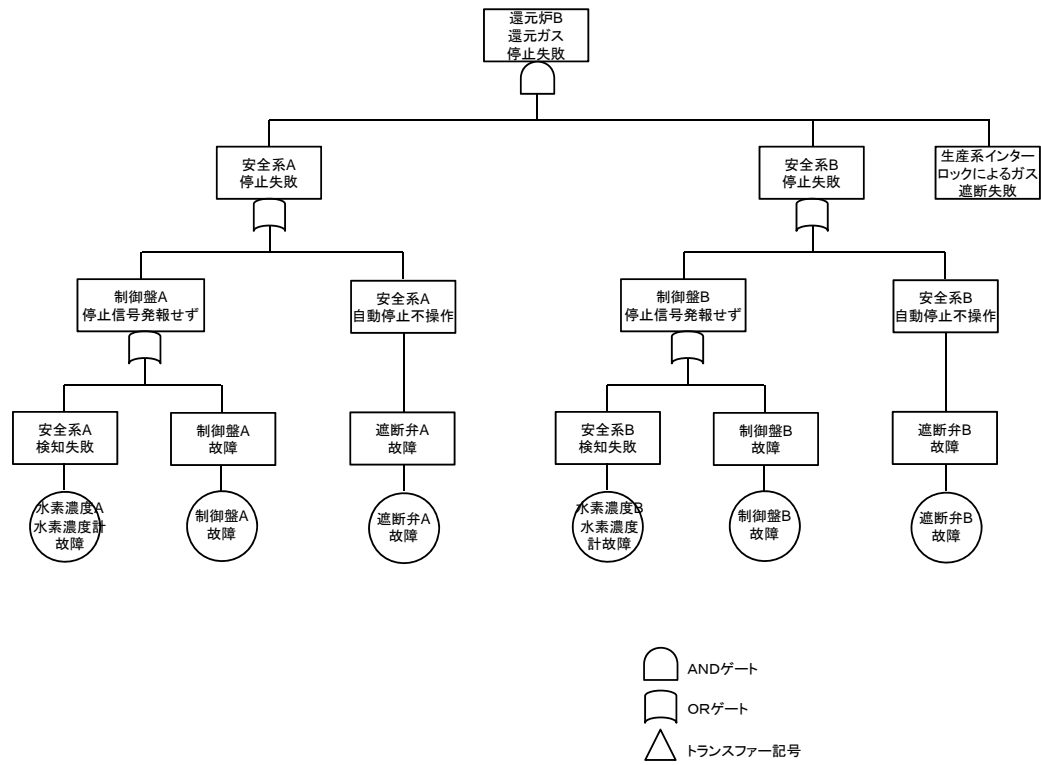 還元炉B
還元ガス
停止失敗
安全系A
停止失敗
安全系B
停止失敗
生産系インター
ロックによるガス
遮断失敗
制御盤A
停止信号発報せず
安全系A
自動停止不操作
制御盤B
停止信号発報せず
安全系B
自動停止不操作
安全系A
検知失敗
制御盤A
故障
遮断弁A
故障
安全系B
検知失敗
制御盤B
故障
遮断弁B
故障
水素濃度A
水素濃度計
故障
制御盤A
故障
遮断弁A
故障
水素濃度B
水素濃度
計故障
制御盤B
故障
遮断弁B
故障
ANDゲート
ORゲート
トランスファー記号